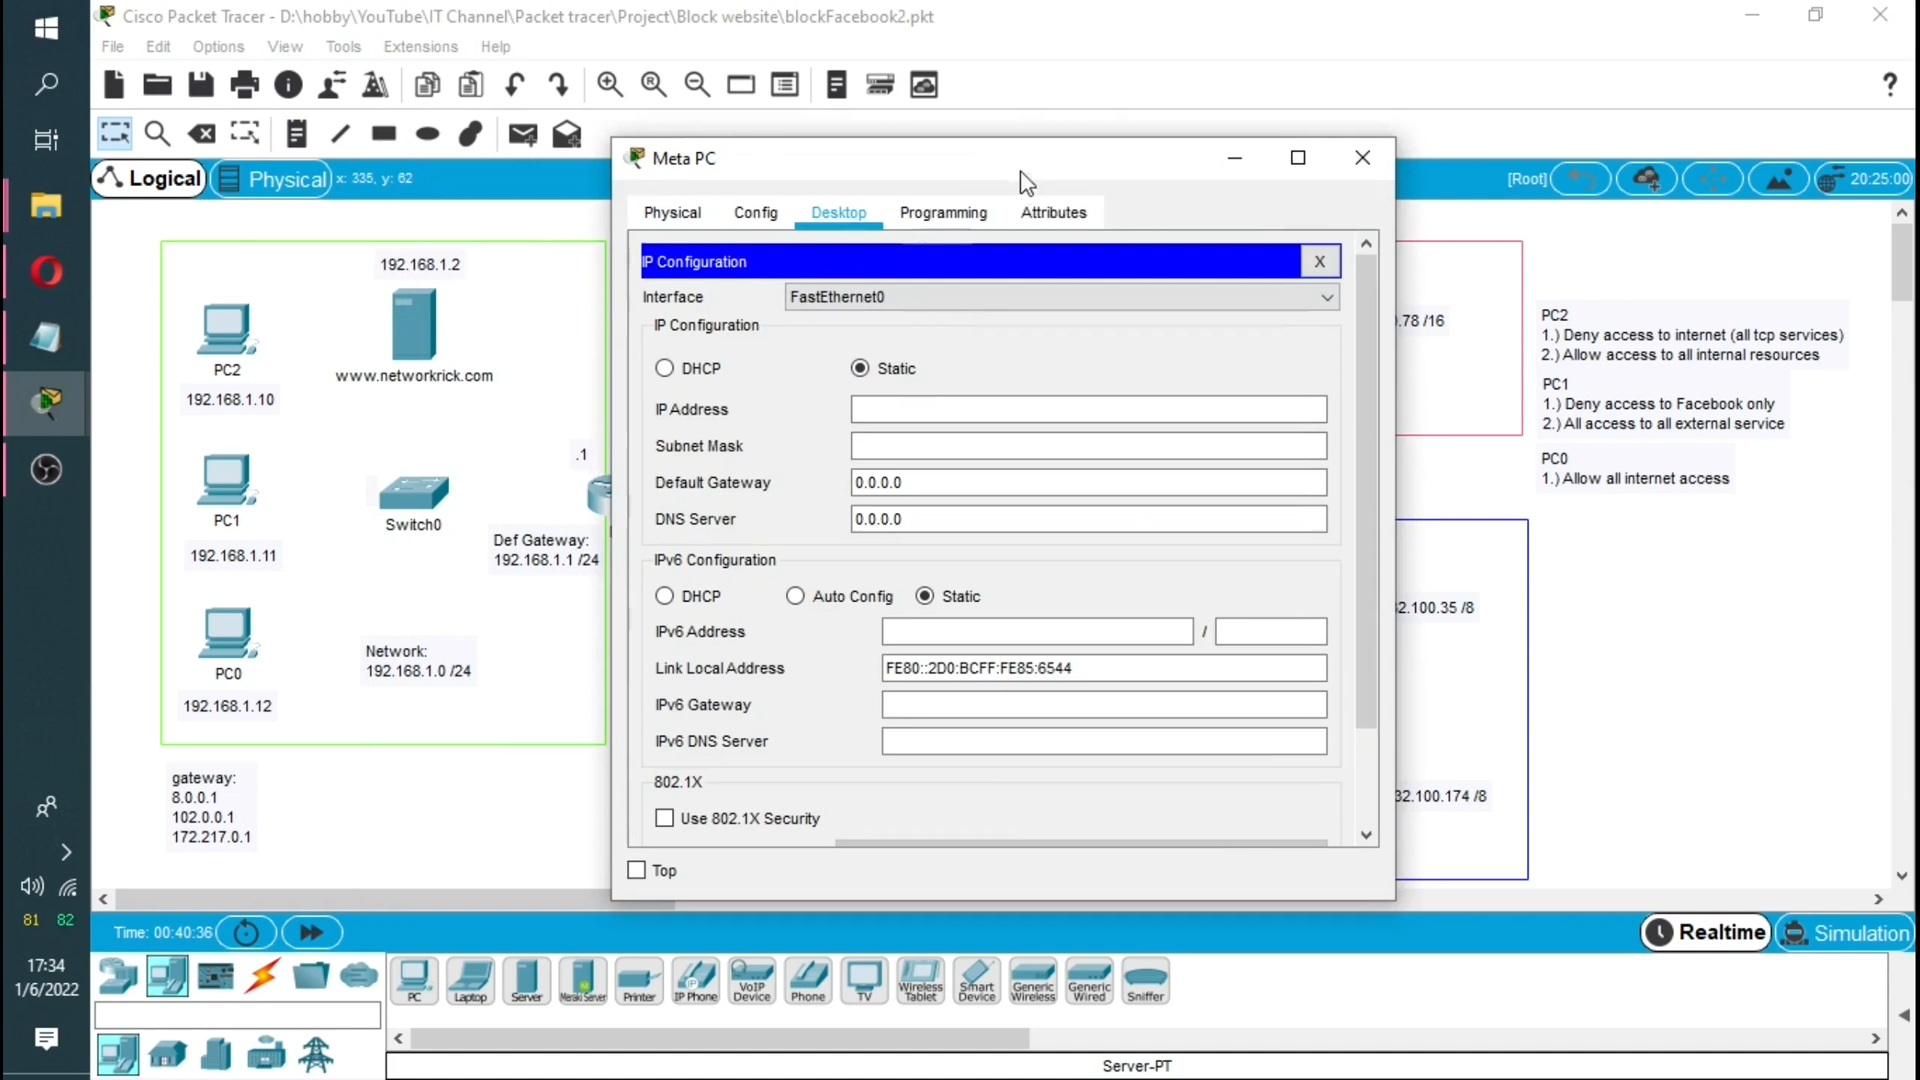 Cisco Packet Tracer - D:\hobby\YouTube\IT Channel\Packet tracer\Project\Block website\blockFacebook2.pkt
File Edit Options View Tools Extensions Help
?
Logical Physical x: 335, y: 62
[Root] 20:25:00
Meta PC
Physical Config Desktop Programming Attributes
IP Configuration X
Interface FastEthernet0
IP Configuration
DHCP Static
IP Address
Subnet Mask
Default Gateway 0.0.0.0
DNS Server 0.0.0.0
IPv6 Configuration
DHCP Auto Config Static
IPv6 Address /
Link Local Address FE80::2D0:BCFF:FE85:6544
IPv6 Gateway
IPv6 DNS Server
802.1X
Use 802.1X Security
Top
192.168.1.2
PC2
www.networkrick.com
192.168.1.10
.1
PC1
Switch0
192.168.1.11
Def Gateway:
192.168.1.1 /24
PC0
Network:
192.168.1.0 /24
192.168.1.12
gateway:
8.0.0.1
102.0.0.1
172.217.0.1
.78 /16
2.100.35 /8
32.100.174 /8
PC2
1.) Deny access to internet (all tcp services)
2.) Allow access to all internal resources
PC1
1.) Deny access to Facebook only
2.) All access to all external service
PC0
1.) Allow all internet access
81 82
17:34
1/6/2022
Time: 00:40:36
Realtime Simulation
PC Laptop Server Meraki Server Printer IP Phone VoIP Device Phone TV Wireless Tablet Smart Device Generic Wireless Generic Wired Sniffer
Server-PT